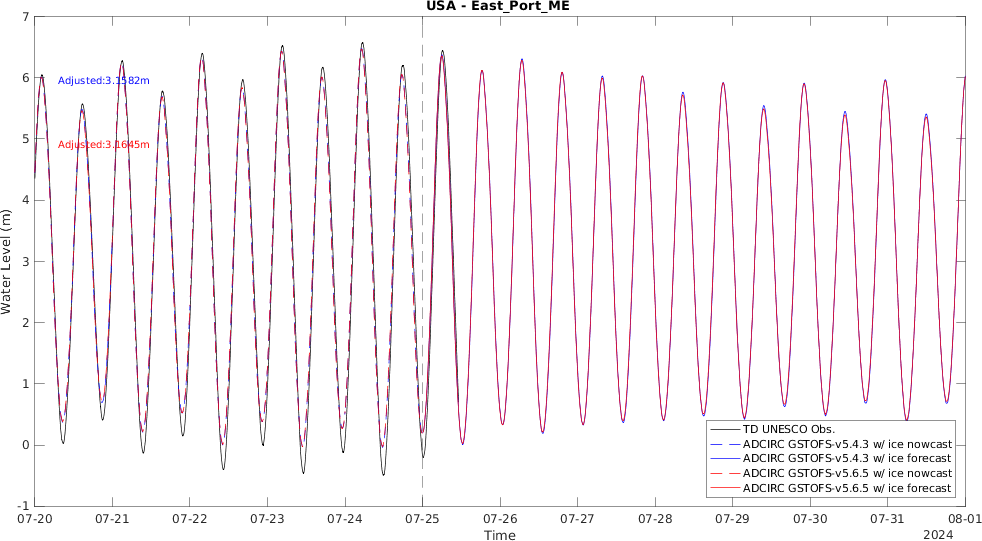 USA - East_Port_ME
7
6
5
4
3
2
1
0
-1
Water Level (m)
Adjusted:3.1582m
Adjusted:3.1645m
TD UNESCO Obs.
ADCIRC GSTOFS-v5.4.3 w/ ice nowcast
ADCIRC GSTOFS-v5.4.3 w/ ice forecast
ADCIRC GSTOFS-v5.6.5 w/ ice nowcast
ADCIRC GSTOFS-v5.6.5 w/ ice forecast
07-20 07-21 07-22 07-23 07-24 07-25 07-26 07-27 07-28 07-29 07-30 07-31 08-01
Time
2024